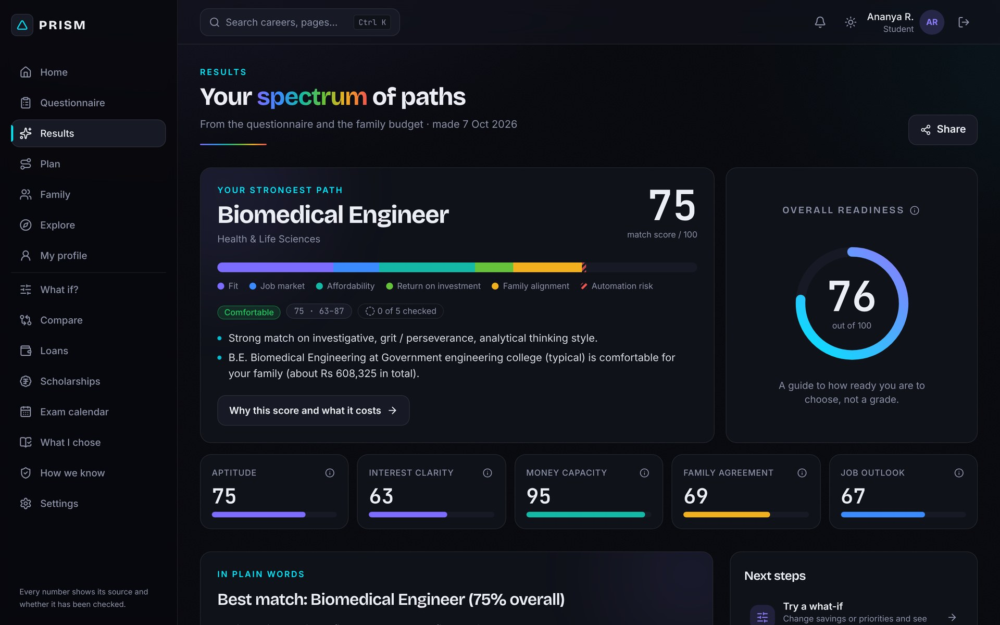 PRISM
Search careers, pages...
Ctrl K
Ananya R.
Student
AR
Home
Questionnaire
Results
Plan
Family
Explore
My profile
What if?
Compare
Loans
Scholarships
Exam calendar
What I chose
How we know
Settings
Every number shows its source and
whether it has been checked.
RESULTS
Your spectrum of paths
From the questionnaire and the family budget · made 7 Oct 2026
Share
YOUR STRONGEST PATH
Biomedical Engineer
Health & Life Sciences
75
match score / 100
Fit
Job market
Affordability
Return on investment
Family alignment
Automation risk
Comfortable
75 · 63–87
0 of 5 checked
Strong match on investigative, grit / perseverance, analytical thinking style.
B.E. Biomedical Engineering at Government engineering college (typical) is comfortable for
your family (about Rs 608,325 in total).
Why this score and what it costs
OVERALL READINESS
76
out of 100
A guide to how ready you are to
choose, not a grade.
APTITUDE
75
INTEREST CLARITY
63
MONEY CAPACITY
95
FAMILY AGREEMENT
69
JOB OUTLOOK
67
IN PLAIN WORDS
Best match: Biomedical Engineer (75% overall)
Next steps
Try a what-if
Change savings or priorities and see